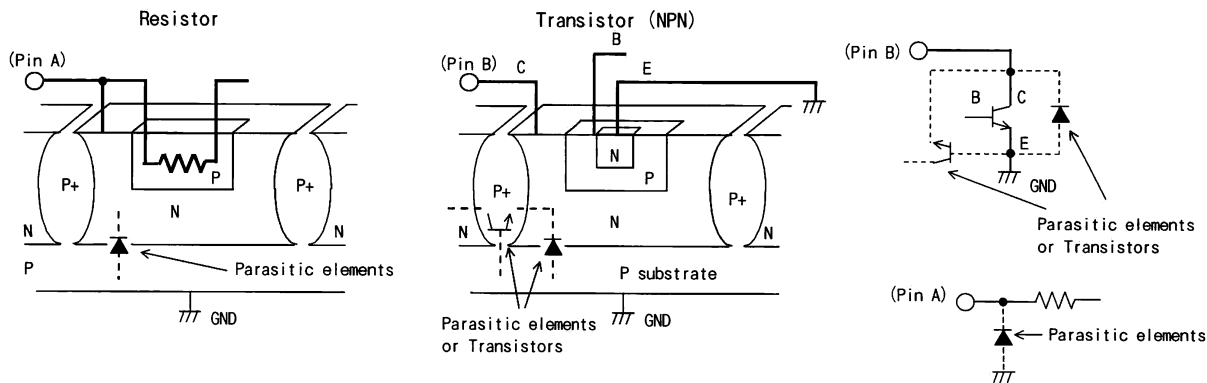 Resistor
(Pin A)
P
P+
P+
N
N
N
P
Parasitic elements
GND
Transistor (NPN)
B
(Pin B)
C
E
N
P
P+
P+
N
N
N
P substrate
GND
Parasitic elements
or Transistors
(Pin B)
B
C
E
GND
Parasitic elements
or Transistors
(Pin A)
Parasitic elements